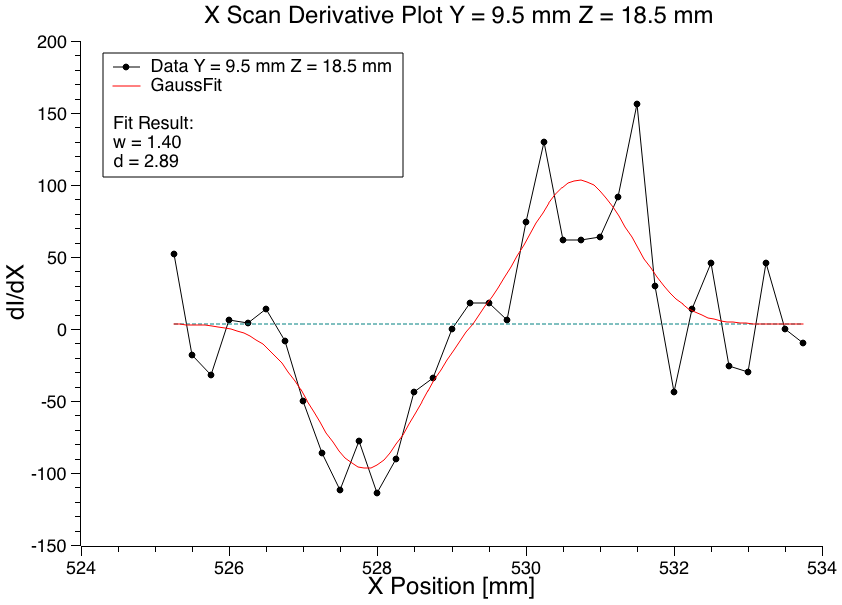 X Scan Derivative Plot Y = 9.5 mm Z = 18.5 mm
200
Data Y = 9.5 mm Z = 18.5 mm
GaussFit
150
Fit Result:
w = 1.40
d = 2.89
100
50
dI/dX
0
-50
-100
-150
524 526 528 530 532 534
X Position [mm]